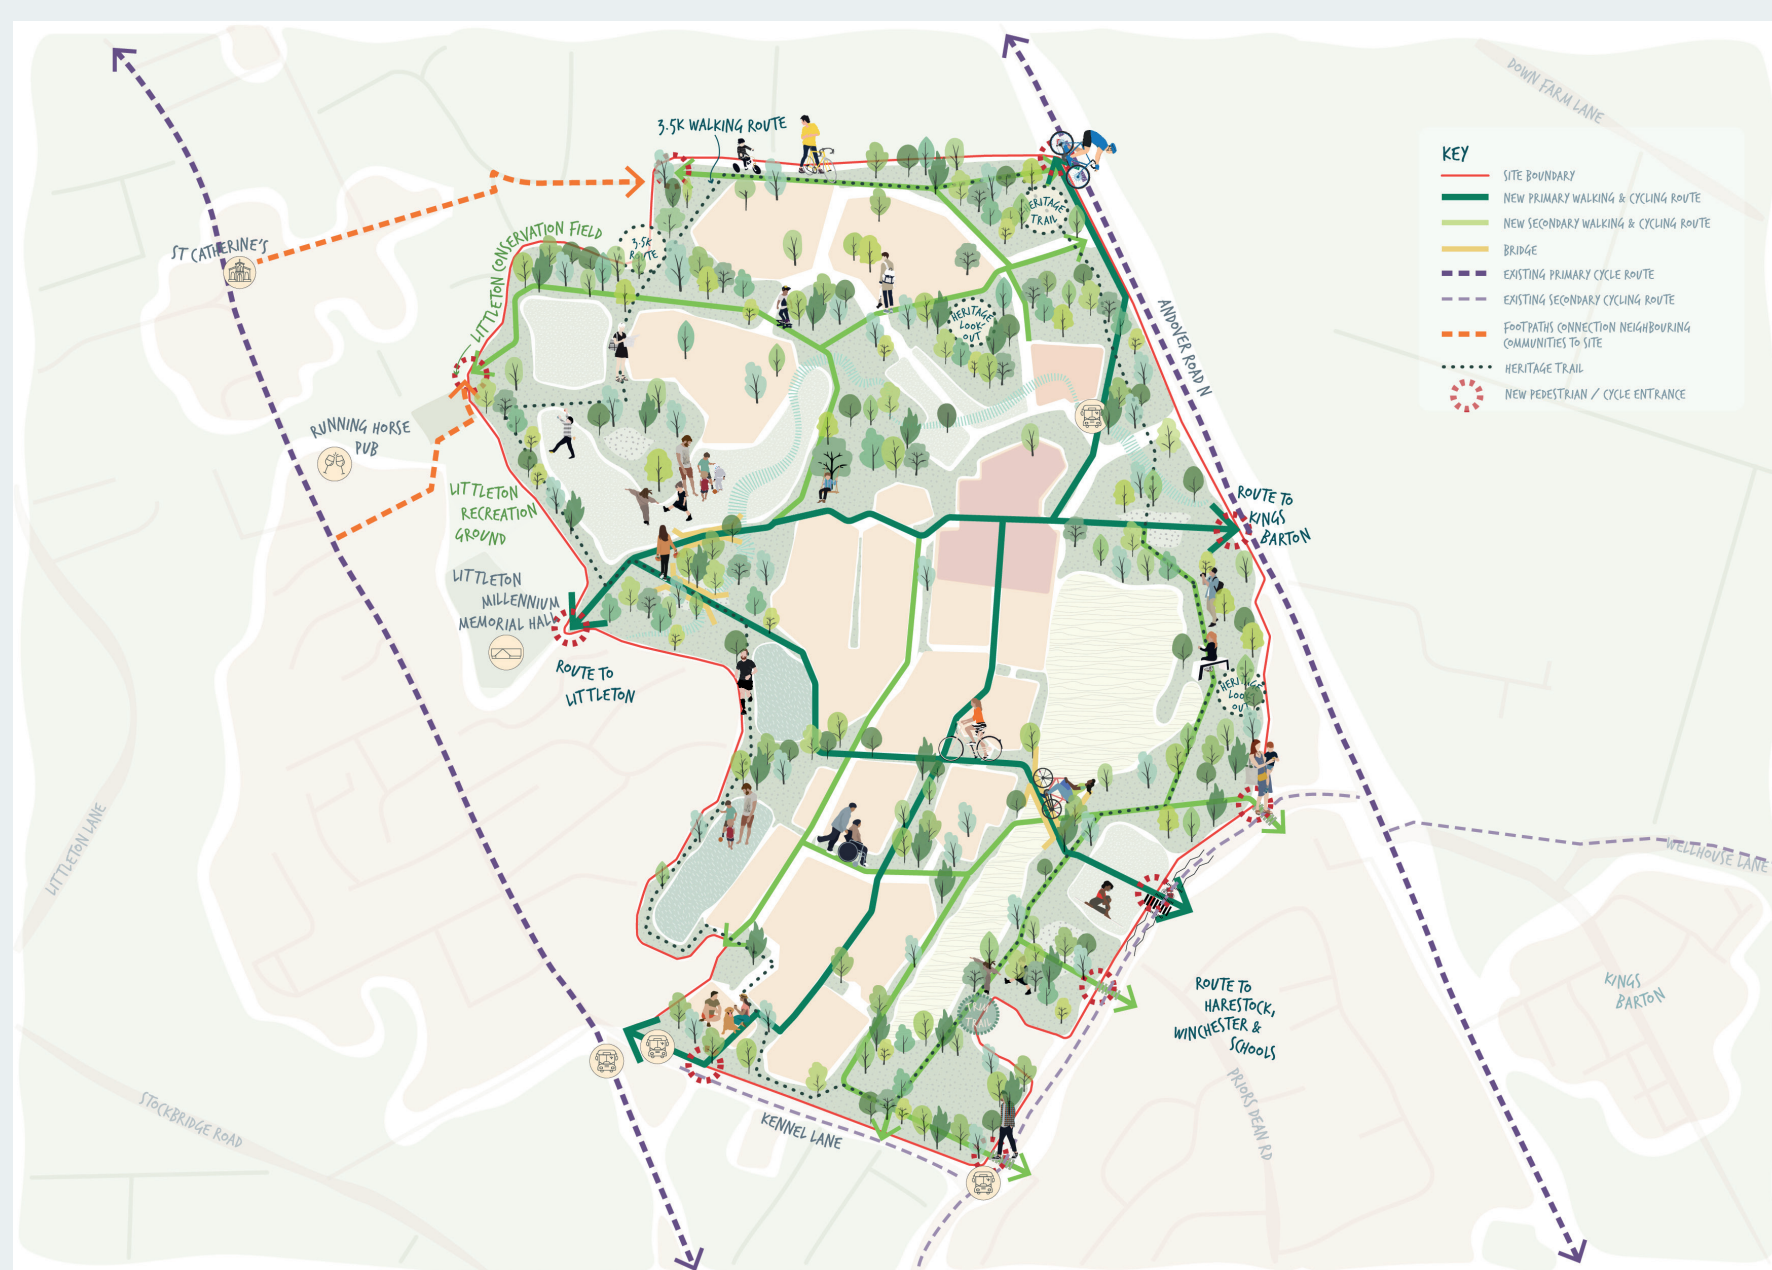 DOWN FARM LANE
3.5K WALKING ROUTE
KEY
SITE BOUNDARY
NEW PRIMARY WALKING & CYCLING ROUTE
NEW SECONDARY WALKING & CYCLING ROUTE
BRIDGE
EXISTING PRIMARY CYCLE ROUTE
EXISTING SECONDARY CYCLING ROUTE
FOOTPATHS CONNECTION NEIGHBOURING
COMMUNITIES TO SITE
HERITAGE TRAIL
NEW PEDESTRIAN / CYCLE ENTRANCE
ST CATHERINE'S
LITTLETON CONSERVATION FIELD
3.5K
ROUTE
HERITAGE
TRAIL
HERITAGE
LOOK-
OUT
ANDOVER ROAD N
RUNNING HORSE
PUB
LITTLETON
RECREATION
GROUND
ROUTE TO
KINGS
BARTON
LITTLETON
MILLENNIUM
MEMORIAL HALL
ROUTE TO
LITTLETON
HERITAGE
LOOK-
OUT
LITTLETON LANE
WELLHOUSE LANE
KINGS
BARTON
ROUTE TO
HARESTOCK,
WINCHESTER &
SCHOOLS
TRAIL
PRIORS DEAN RD
STOCKBRIDGE ROAD
KENNEL LANE